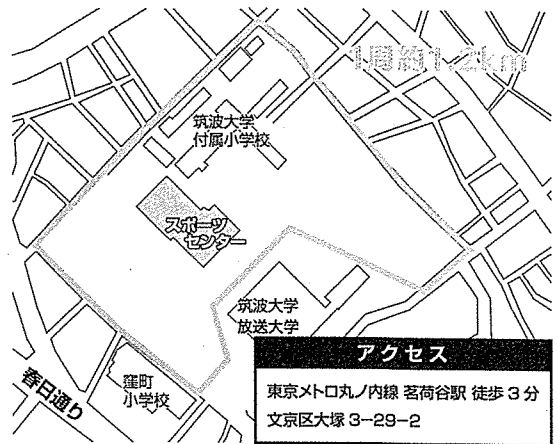 1周約1.2km
筑波大学
付属小学校
スポーツ
センター
筑波大学
放送大学
窪町
小学校
春日通り
アクセス
東京メトロ丸ノ内線 茗荷谷駅 徒歩3分
文京区大塚 3-29-2